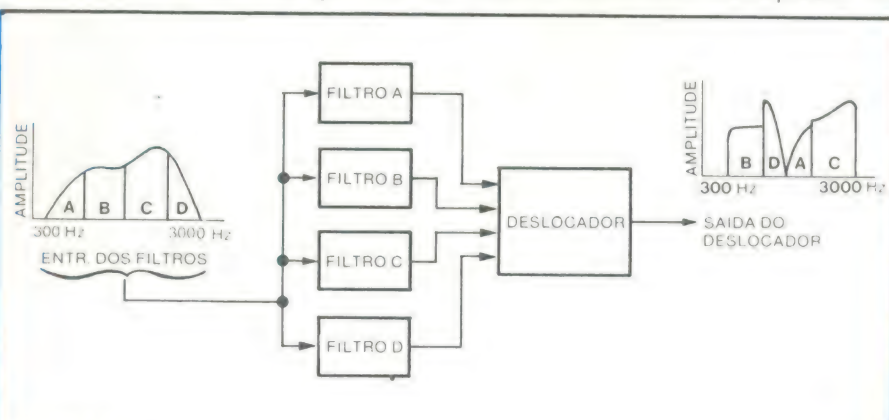 AMPLITUDE
A B C D
300 Hz 3000 Hz
ENTR. DOS FILTROS
FILTRO A
FILTRO B
FILTRO C
FILTRO D
DESLOCADOR
AMPLITUDE
B D A C
300 Hz 3000 Hz
SAIDA DO
DESLOCADOR